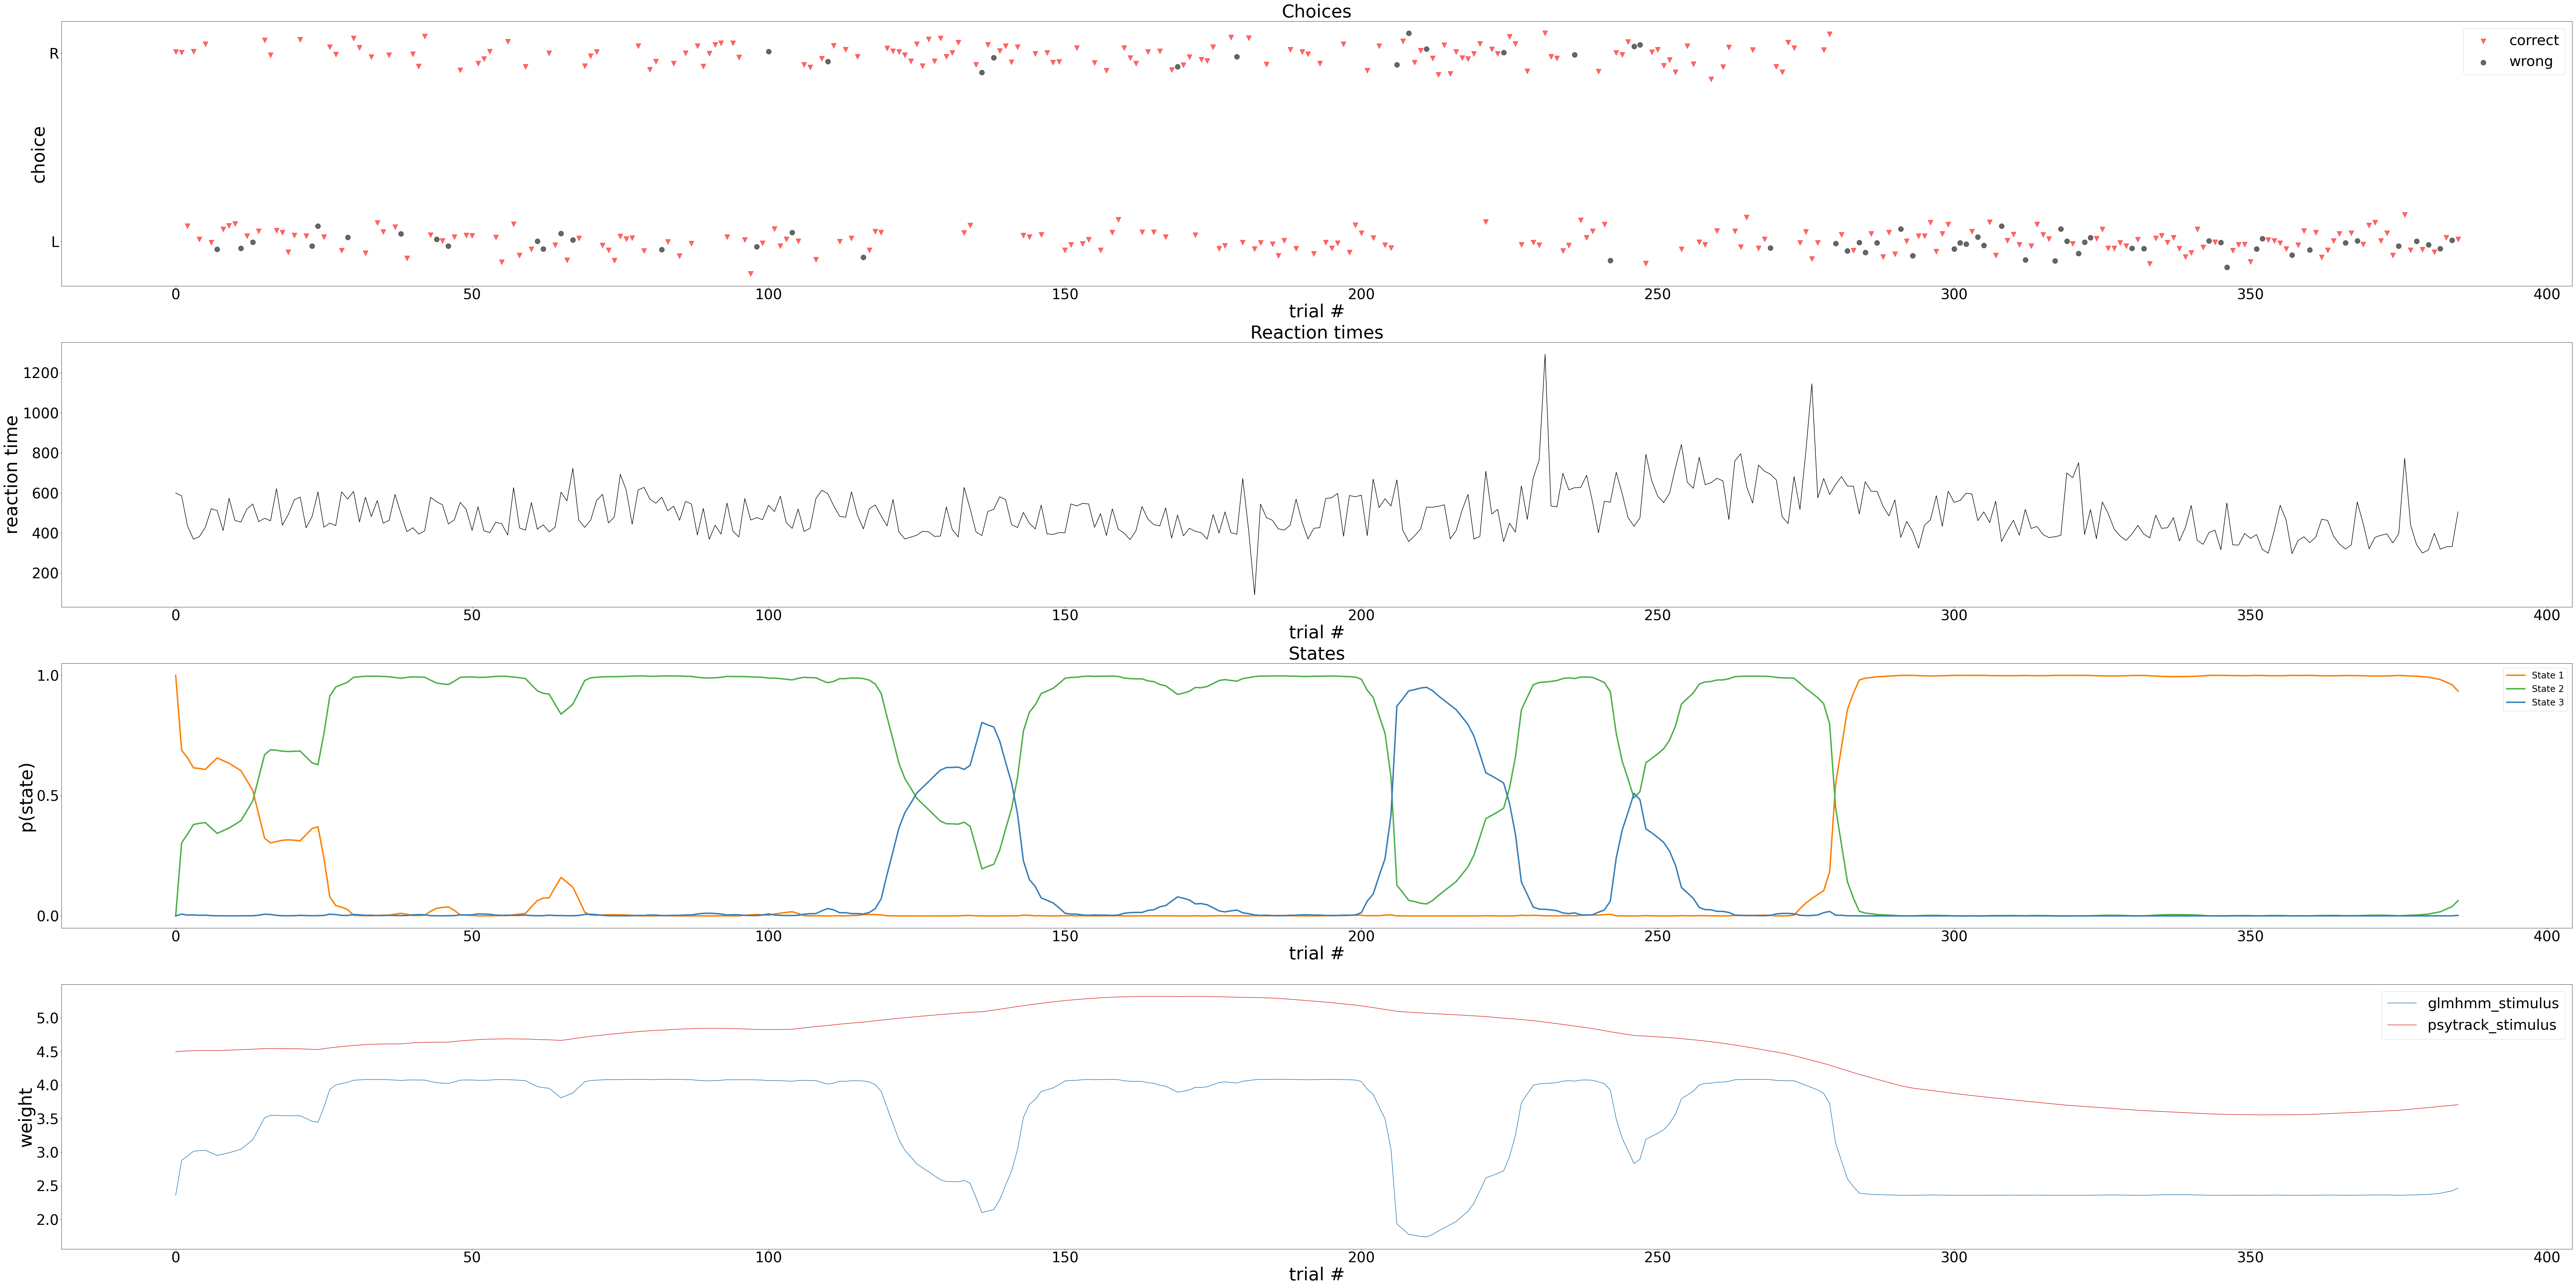 Choices
R
L
choice
correct
wrong
0 50 100 150 200 250 300 350 400
trial #
Reaction times
1200
1000
800
600
400
200
reaction time
0 50 100 150 200 250 300 350 400
trial #
States
1.0
0.5
0.0
p(state)
State 1
State 2
State 3
0 50 100 150 200 250 300 350 400
trial #
5.0
4.5
4.0
3.5
3.0
2.5
2.0
weight
glmhmm_stimulus
psytrack_stimulus
0 50 100 150 200 250 300 350 400
trial #